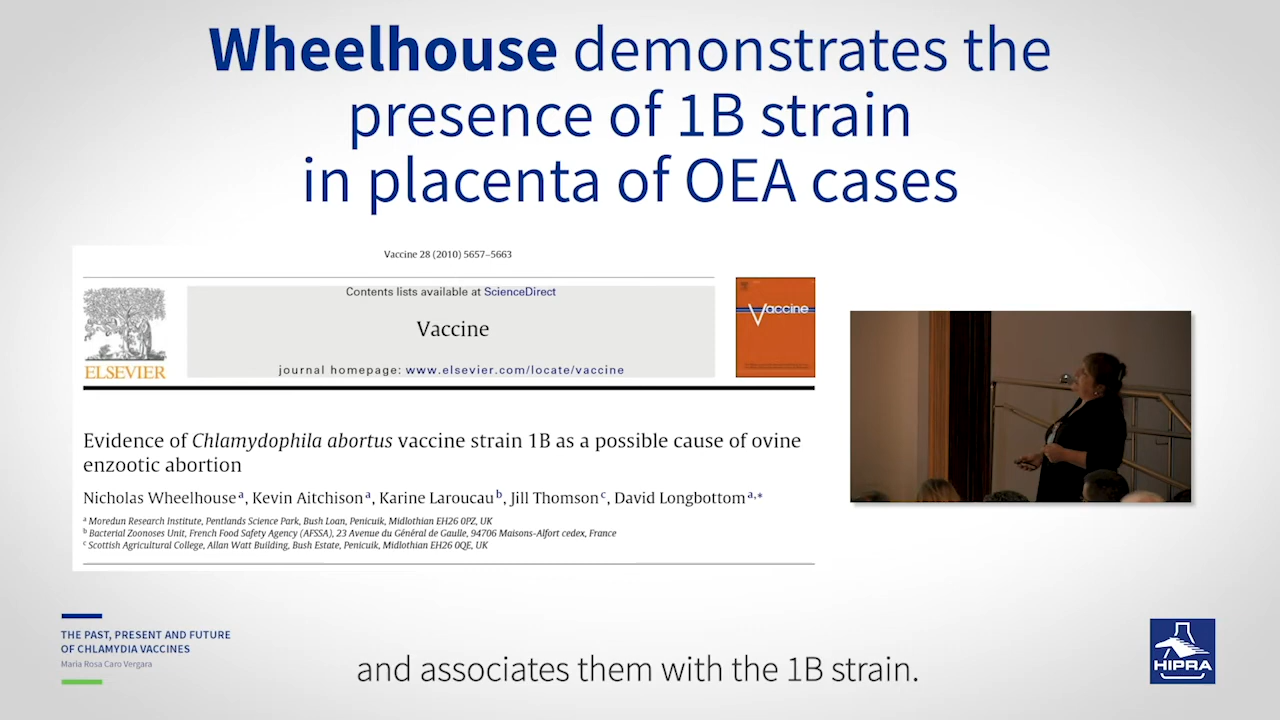 Wheelhouse demonstrates the
presence of 1B strain
in placenta of OEA cases
Vaccine 28 (2010) 5657–5663
Contents lists available at ScienceDirect
Vaccine
journal homepage: www.elsevier.com/locate/vaccine
ELSEVIER
Vaccine
Evidence of Chlamydophila abortus vaccine strain 1B as a possible cause of ovine
enzootic abortion
Nicholas Wheelhouse a, Kevin Aitchison a, Karine Laroucau b, Jill Thomson c, David Longbottom a,*
a Moredun Research Institute, Pentlands Science Park, Bush Loan, Penicuik, Midlothian EH26 0PZ, UK
b Bacterial Zoonoses Unit, French Food Safety Agency (AFSSA), 23 Avenue du Général de Gaulle, 94706 Maisons-Alfort cedex, France
c Scottish Agricultural College, Allan Watt Building, Bush Estate, Penicuik, Midlothian EH26 0QE, UK
THE PAST, PRESENT AND FUTURE
OF CHLAMYDIA VACCINES
Maria Rosa Caro Vergara
and associates them with the 1B strain.
HIPRA